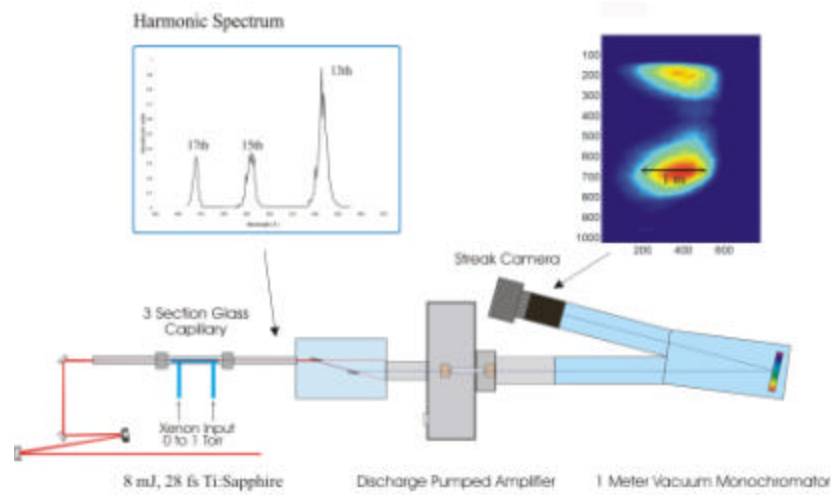 Harmonic Spectrum
13th
17th
15th
100
200
300
400
500
600
700
800
900
1000
1 ns
200
400
600
Streak Camera
3 Section Glass
Capillary
Xenon Input
0 to 1 Torr
8 mJ, 28 fs Ti:Sapphire
Discharge Pumped Amplifier
1 Meter Vacuum Monochromator